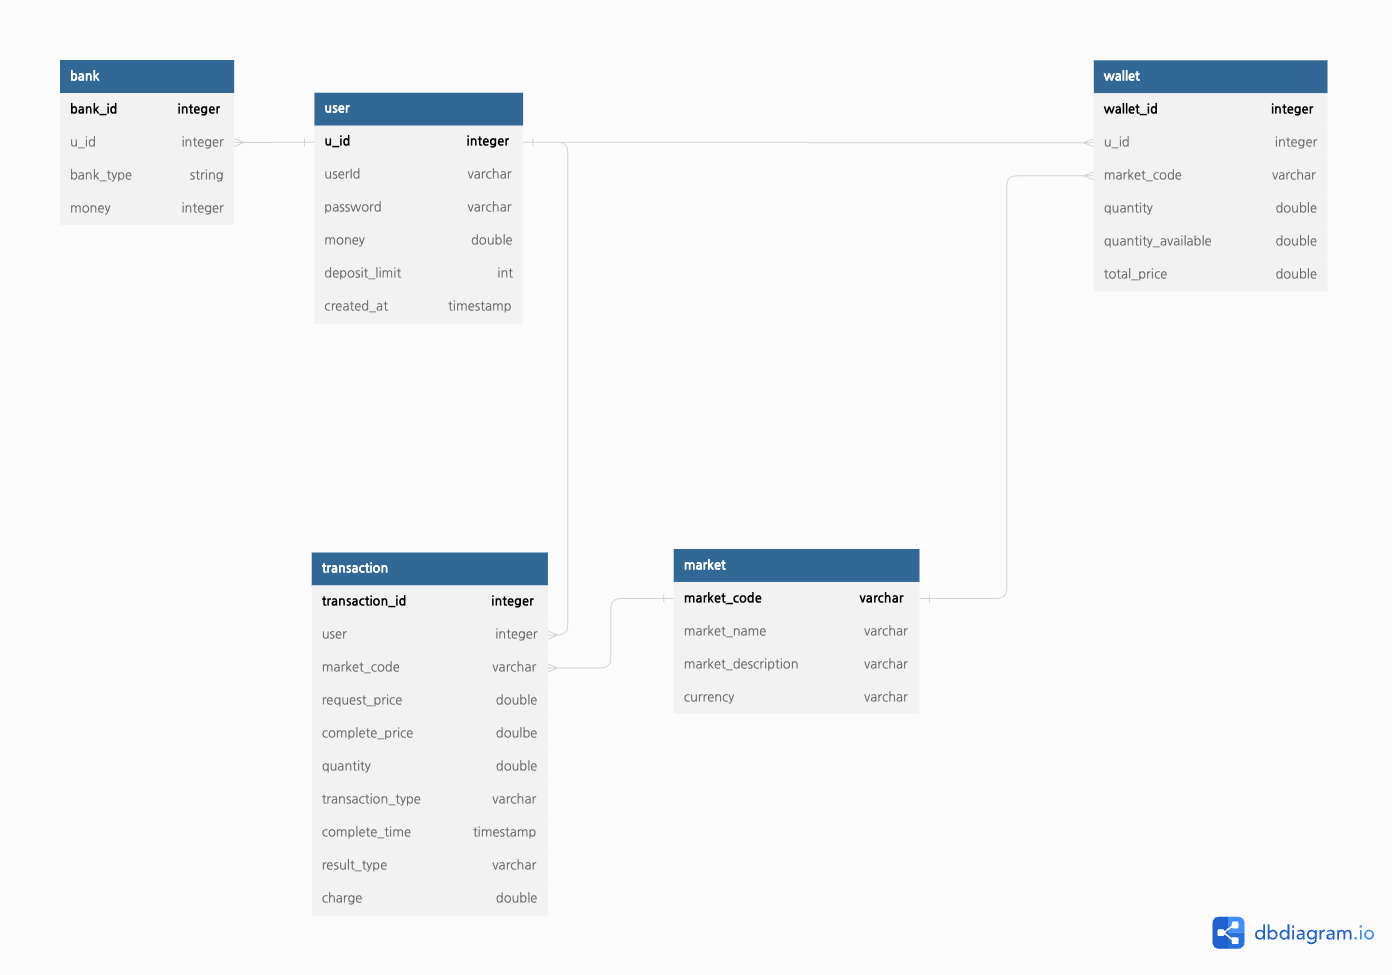 bank
bank_id integer
u_id integer
bank_type string
money integer
user
u_id integer
userId varchar
password varchar
money double
deposit_limit int
created_at timestamp
wallet
wallet_id integer
u_id integer
market_code varchar
quantity double
quantity_available double
total_price double
transaction
transaction_id integer
user integer
market_code varchar
request_price double
complete_price doulbe
quantity double
transaction_type varchar
complete_time timestamp
result_type varchar
charge double
market
market_code varchar
market_name varchar
market_description varchar
currency varchar
dbdiagram.io